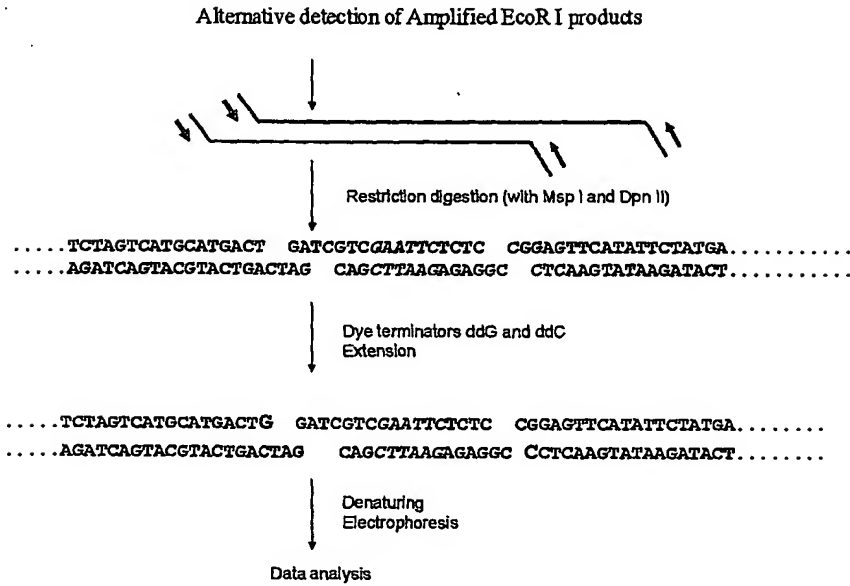 Alternative detection of Amplified EcoR I products
Restriction digestion (with Msp I and Dpn II)
.....TCTAGTCATGCATGACT GATCGTCGAATTCTCTC CGGAGTTCATATTCTATGA............
.....AGATCAGTACGTACTGACTAG CAGCTTAAGAGAGGC CTCAAGTATAAGATACT............
Dye terminators ddG and ddC
Extension
.....TCTAGTCATGCATGACTG GATCGTCGAATTCTCTC CGGAGTTCATATTCTATGA.........
.....AGATCAGTACGTACTGACTAG CAGCTTAAGAGAGGC CCTCAAGTATAAGATACT.........
Denaturing
Electrophoresis
Data analysis